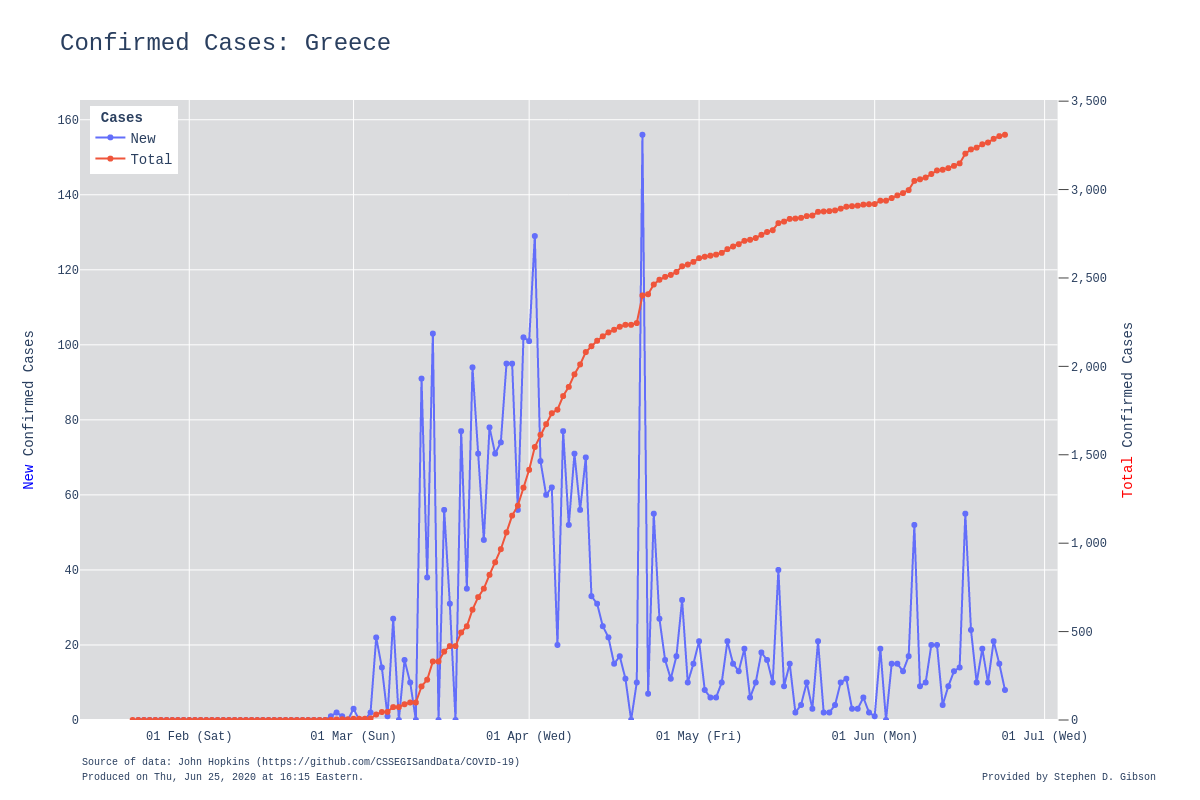 Confirmed Cases: Greece
Cases
New
Total
160
140
120
100
80
60
40
20
0
3,500
3,000
2,500
2,000
1,500
1,000
500
0
New Confirmed Cases
Total Confirmed Cases
01 Feb (Sat)
01 Mar (Sun)
01 Apr (Wed)
01 May (Fri)
01 Jun (Mon)
01 Jul (Wed)
Source of data: John Hopkins (https://github.com/CSSEGISandData/COVID-19)
Produced on Thu, Jun 25, 2020 at 16:15 Eastern.
Provided by Stephen D. Gibson